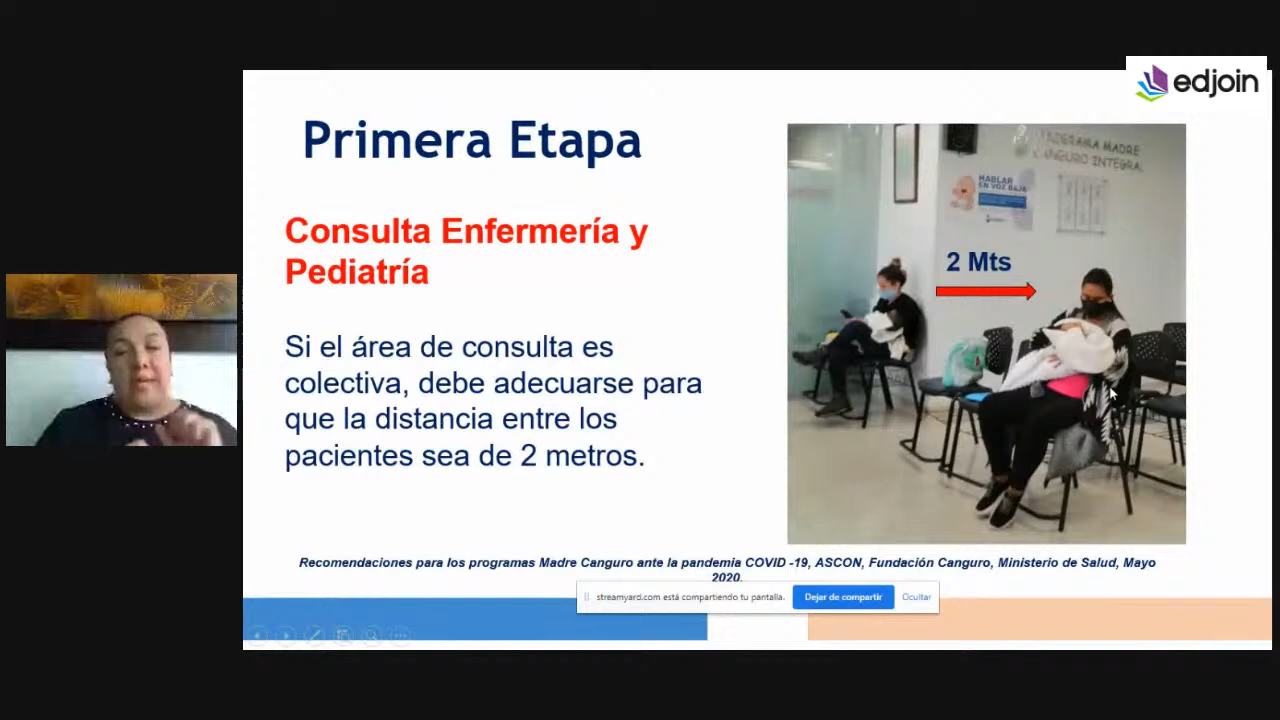 edjoin
Primera Etapa
Consulta Enfermería y
Pediatría
Si el área de consulta es
colectiva, debe adecuarse para
que la distancia entre los
pacientes sea de 2 metros.
MADRE
CANGURO INTEGRAL
HABLAR
EN VOZ BAJA
2 Mts
Recomendaciones para los programas Madre Canguro ante la pandemia COVID -19, ASCON, Fundación Canguro, Ministerio de Salud, Mayo
2020.
streamyard.com está compartiendo tu pantalla.
Dejar de compartir
Ocultar